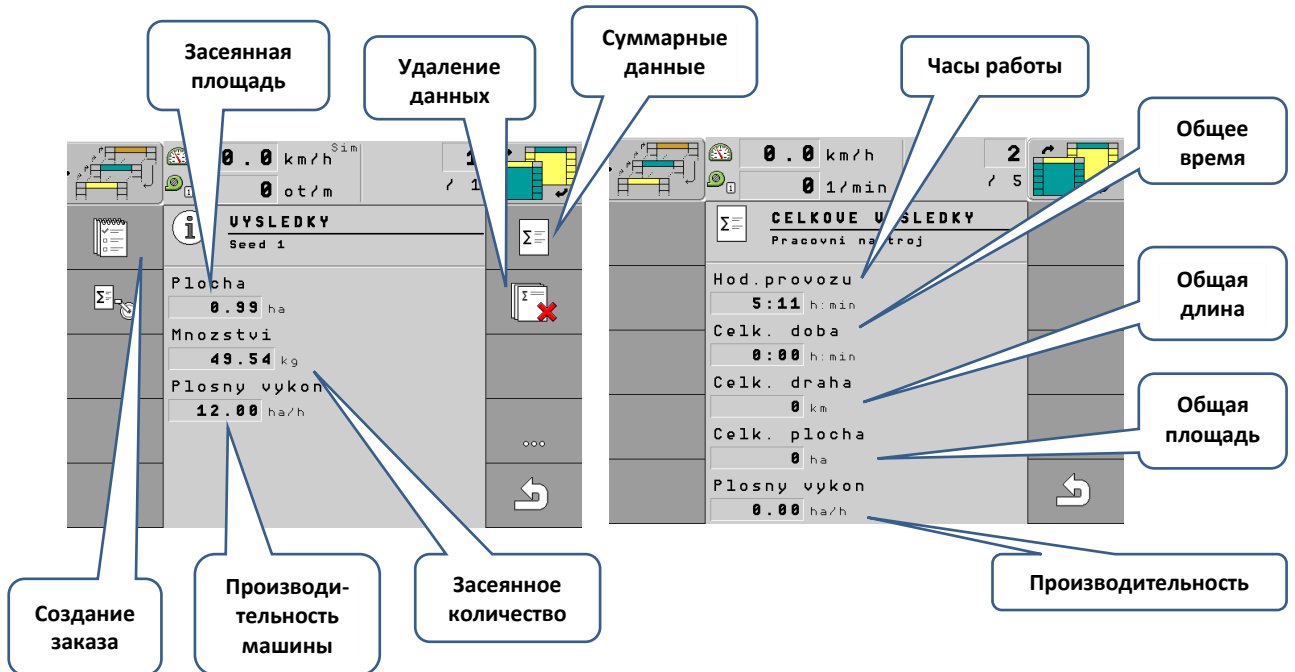 Засеянная
площадь
Удаление
данных
Суммарные
данные
Часы работы
Общее
время
Общая
длина
Общая
площадь
Производительность
Создание
заказа
Производи-
тельность
машины
Засеянное
количество
0.0 km/h Sim
0 ot/m
1
/ 1
VYSLEDKY
Seed 1
Plocha
0.99 ha
Mnozstvi
49.54 kg
Plosny vykon
12.00 ha/h
0.0 km/h
0 1/min
2
/ 5
CELKOVE VYSLEDKY
Pracovni nastroj
Hod.provozu
5:11 h:min
Celk. doba
0:00 h:min
Celk. draha
0 km
Celk. plocha
0 ha
Plosny vykon
0.00 ha/h